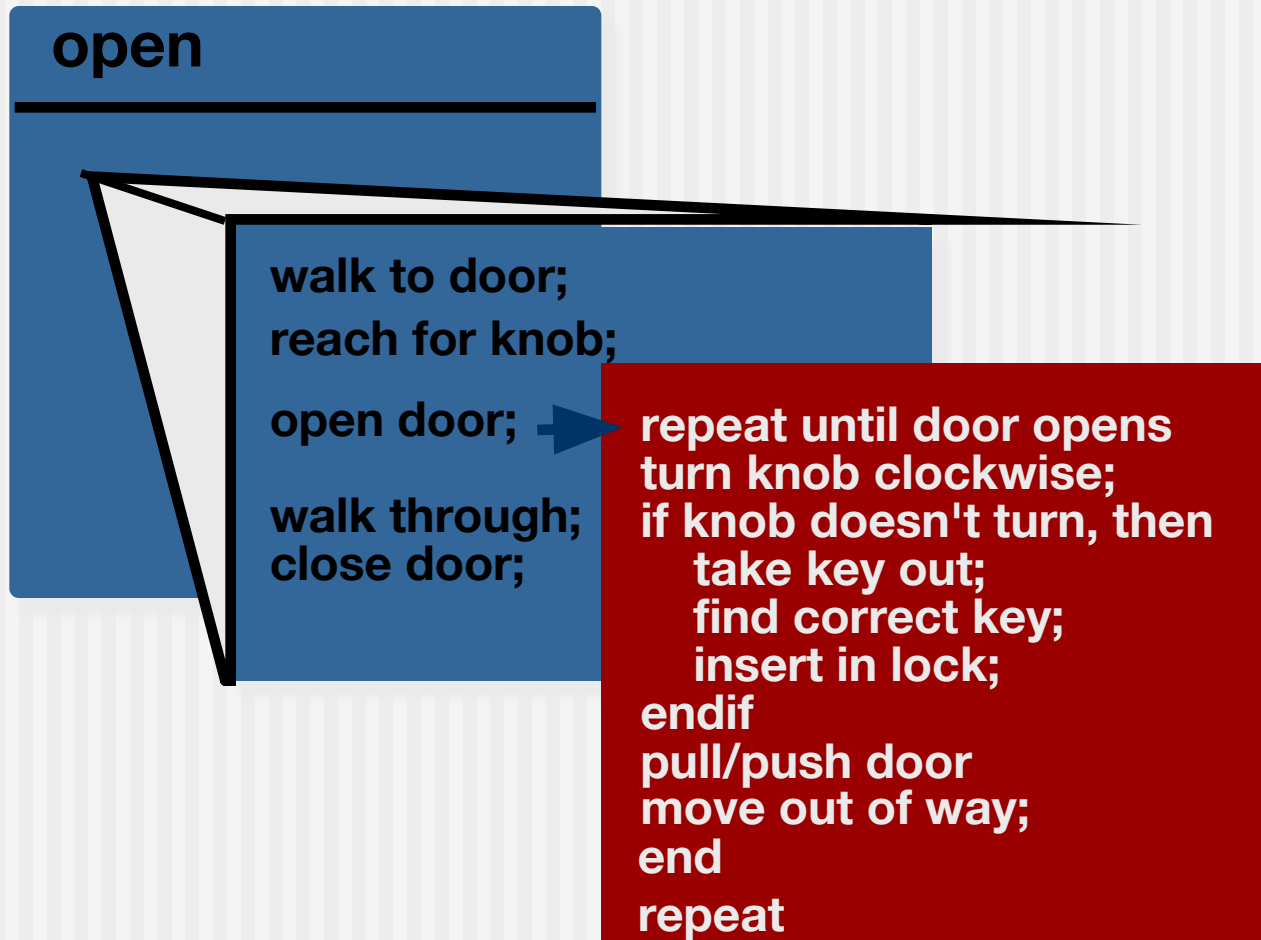 open
walk to door;
reach for knob;
open door;
walk through;
close door;
repeat until door opens
turn knob clockwise;
if knob doesn't turn, then
take key out;
find correct key;
insert in lock;
endif
pull/push door
move out of way;
end
repeat